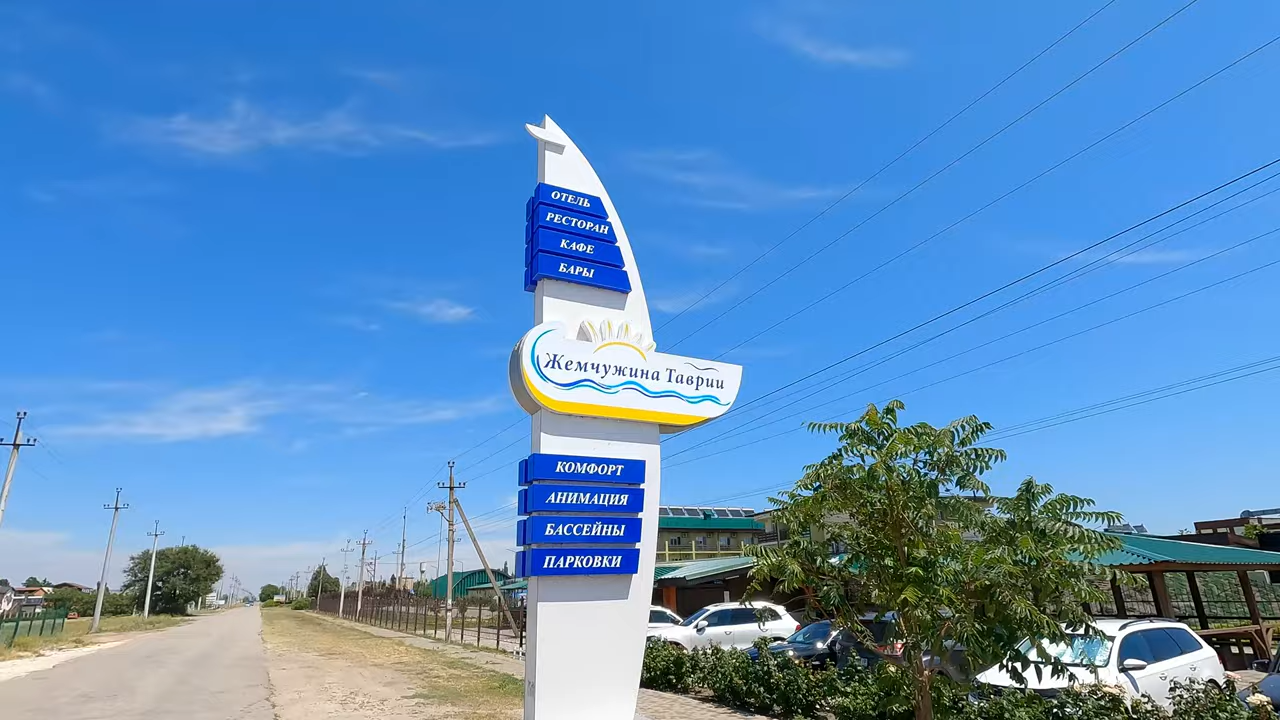 ОТЕЛЬ
РЕСТОРАН
КАФЕ
БАРЫ
Жемчужина Таврии
КОМФОРТ
АНИМАЦИЯ
БАССЕЙНЫ
ПАРКОВКИ